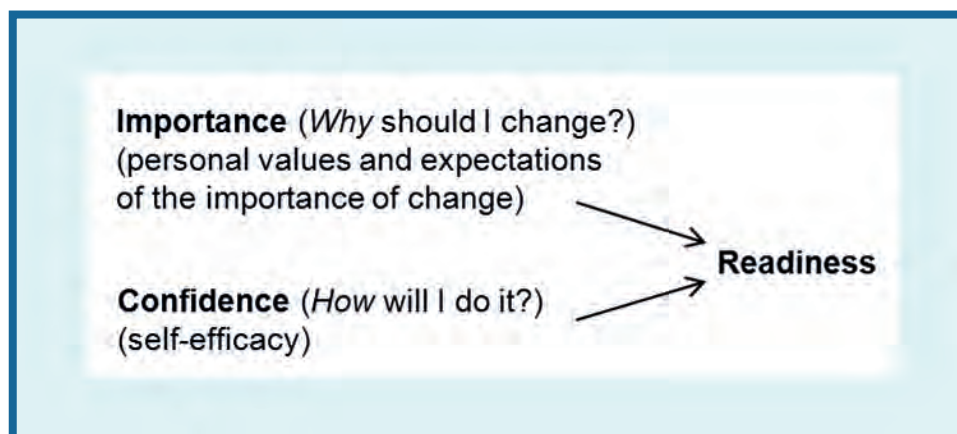 Importance (Why should I change?)
(personal values and expectations
of the importance of change)
Readiness
Confidence (How will I do it?)
(self-efficacy)